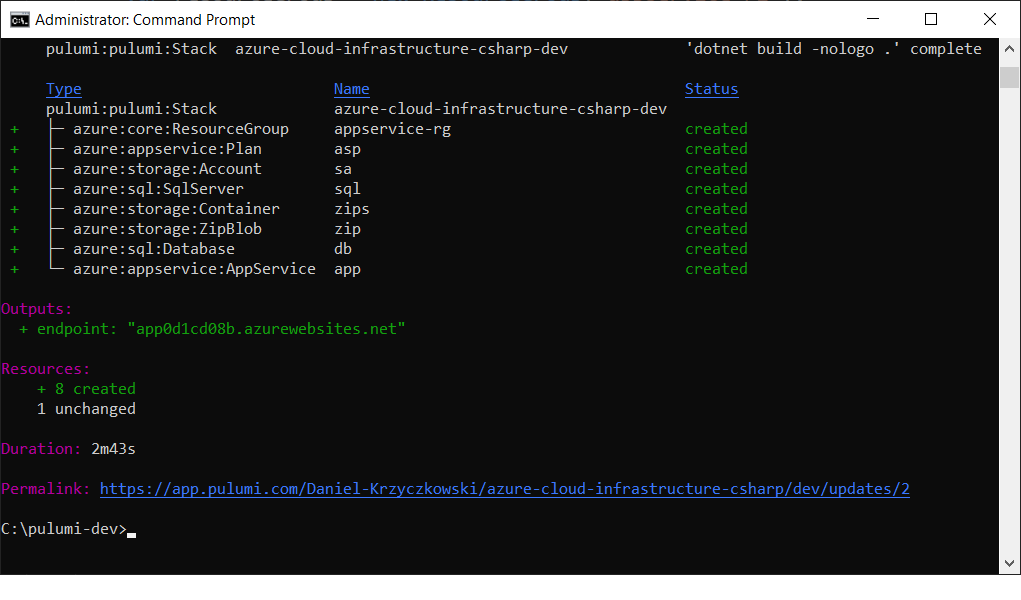 Administrator: Command Prompt
pulumi:pulumi:Stack azure-cloud-infrastructure-csharp-dev 'dotnet build -nologo .' complete
Type Name Status
pulumi:pulumi:Stack azure-cloud-infrastructure-csharp-dev
+ ├─ azure:core:ResourceGroup appservice-rg created
+ ├─ azure:appservice:Plan asp created
+ ├─ azure:storage:Account sa created
+ ├─ azure:sql:SqlServer sql created
+ ├─ azure:storage:Container zips created
+ ├─ azure:storage:ZipBlob zip created
+ ├─ azure:sql:Database db created
+ └─ azure:appservice:AppService app created
Outputs:
+ endpoint: "app0d1cd08b.azurewebsites.net"
Resources:
+ 8 created
1 unchanged
Duration: 2m43s
Permalink: https://app.pulumi.com/Daniel-Krzyczkowski/azure-cloud-infrastructure-csharp/dev/updates/2
C:\pulumi-dev>